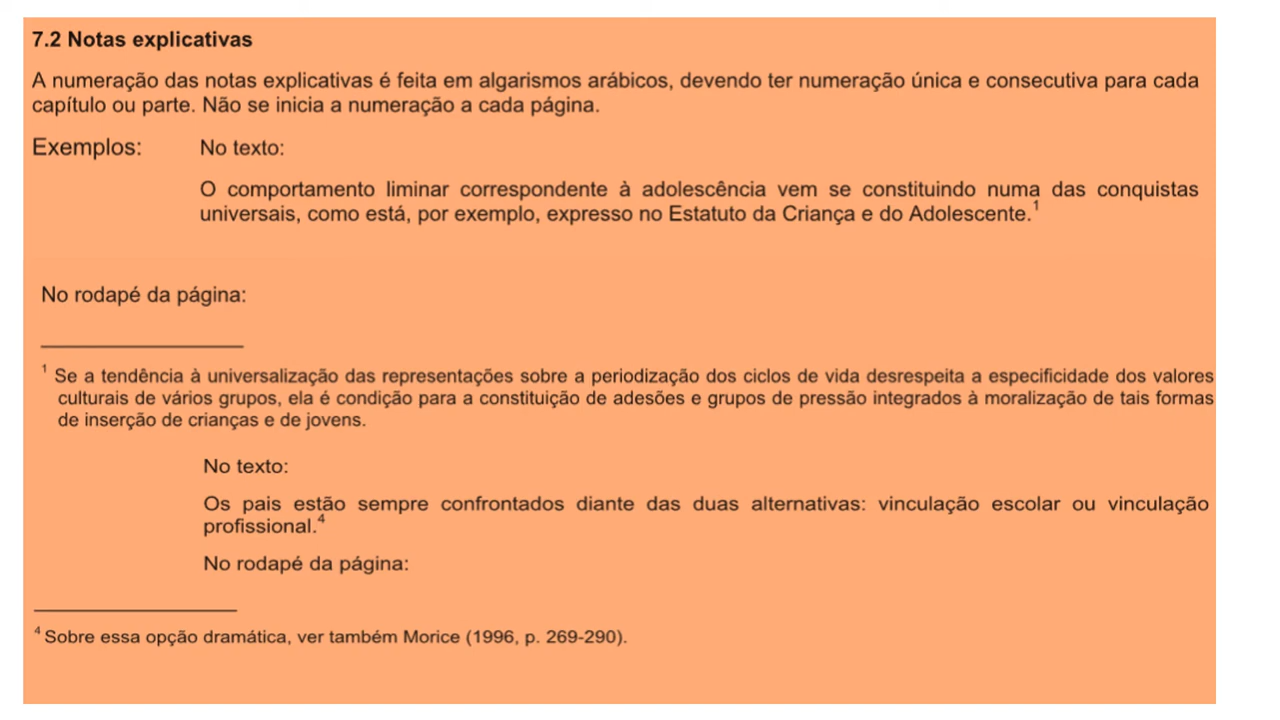 7.2 Notas explicativas
A numeração das notas explicativas é feita em algarismos arábicos, devendo ter numeração única e consecutiva para cada
capítulo ou parte. Não se inicia a numeração a cada página.
Exemplos: No texto:
O comportamento liminar correspondente à adolescência vem se constituindo numa das conquistas
universais, como está, por exemplo, expresso no Estatuto da Criança e do Adolescente.¹
No rodapé da página:
¹ Se a tendência à universalização das representações sobre a periodização dos ciclos de vida desrespeita a especificidade dos valores
culturais de vários grupos, ela é condição para a constituição de adesões e grupos de pressão integrados à moralização de tais formas
de inserção de crianças e de jovens.
No texto:
Os pais estão sempre confrontados diante das duas alternativas: vinculação escolar ou vinculação
profissional.⁴
No rodapé da página:
⁴ Sobre essa opção dramática, ver também Morice (1996, p. 269-290).